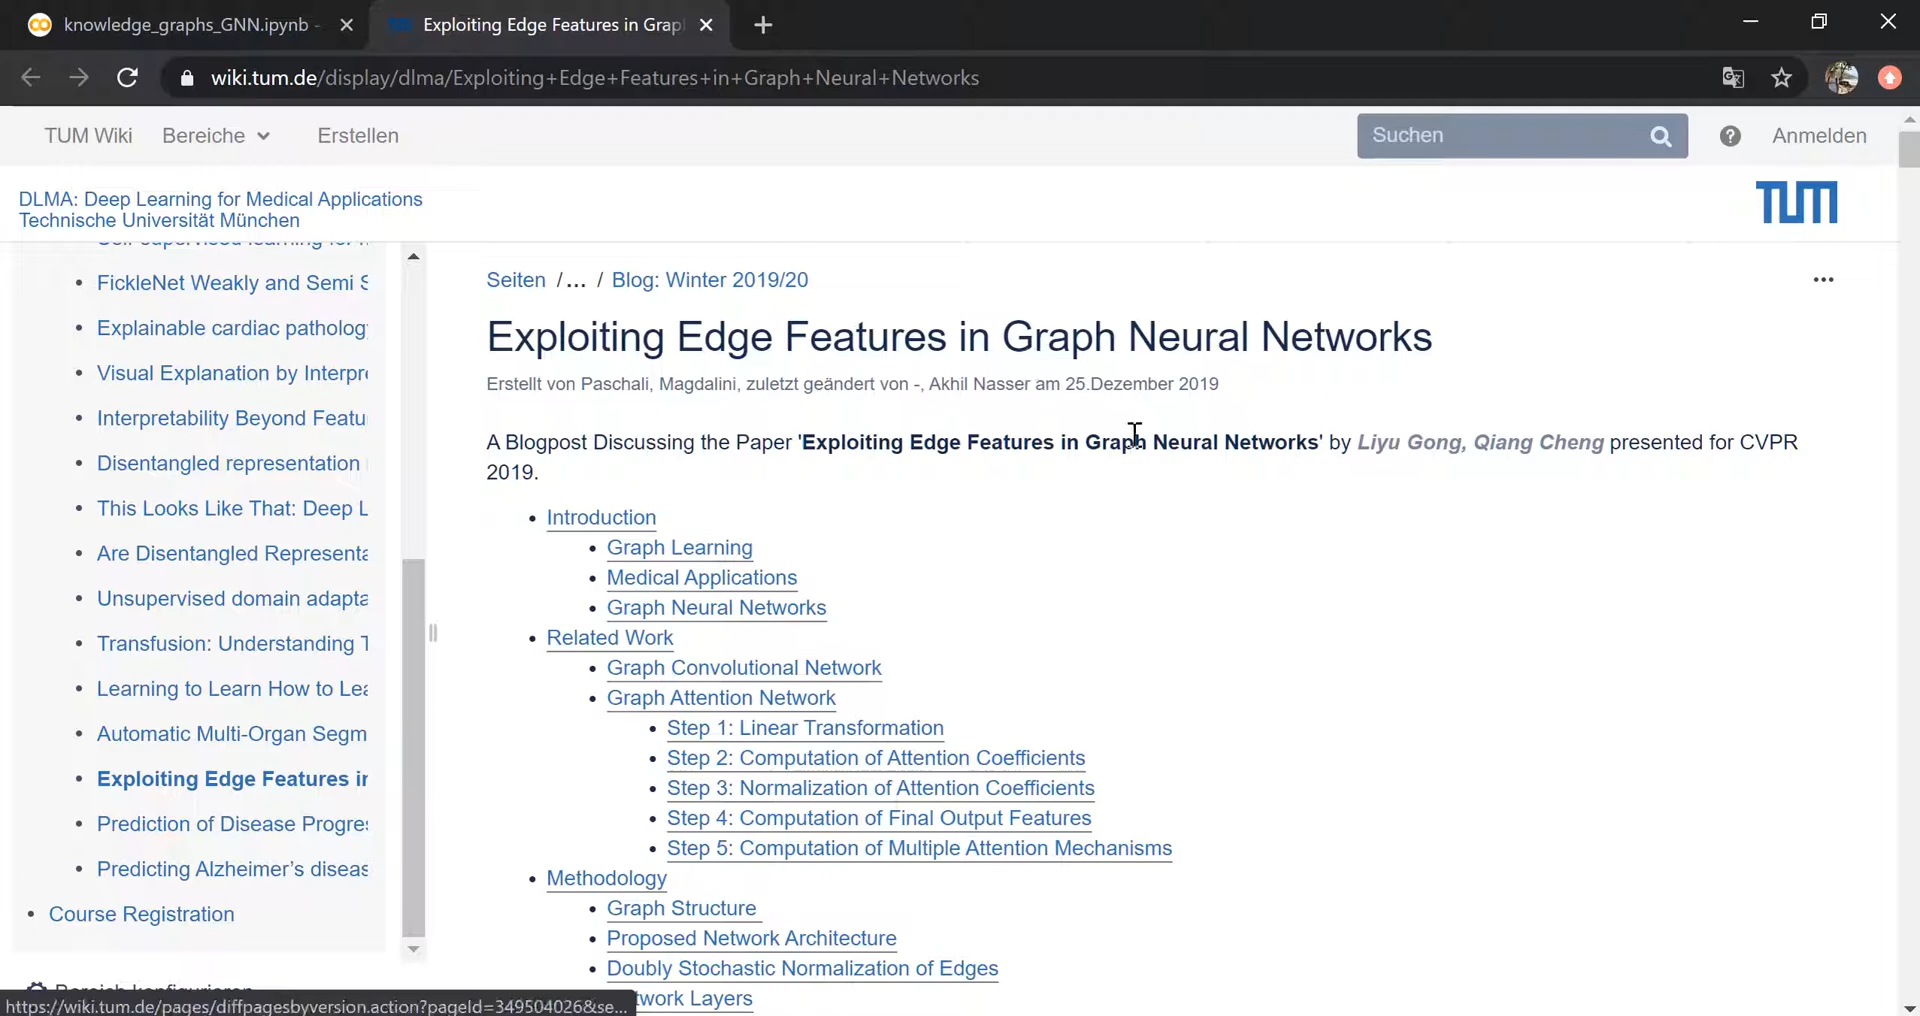 knowledge_graphs_GNN.ipynb -
Exploiting Edge Features in Grap
wiki.tum.de/display/dlma/Exploiting+Edge+Features+in+Graph+Neural+Networks
TUM Wiki Bereiche Erstellen
Suchen
Anmelden
DLMA: Deep Learning for Medical Applications
Technische Universität München
TUM
FickleNet Weakly and Semi S
Explainable cardiac patholog
Visual Explanation by Interpre
Interpretability Beyond Featu
Disentangled representation
This Looks Like That: Deep L
Are Disentangled Representa
Unsupervised domain adapta
Transfusion: Understanding T
Learning to Learn How to Lea
Automatic Multi-Organ Segm
Exploiting Edge Features in
Prediction of Disease Progres
Predicting Alzheimer's diseas
Course Registration
Bereich konfigurieren
https://wiki.tum.de/pages/diffpagesbyversion.action?pageId=349504026&se...
Seiten /... / Blog: Winter 2019/20
Exploiting Edge Features in Graph Neural Networks
Erstellt von Paschali, Magdalini, zuletzt geändert von -, Akhil Nasser am 25.Dezember 2019
A Blogpost Discussing the Paper 'Exploiting Edge Features in Graph Neural Networks' by Liyu Gong, Qiang Cheng presented for CVPR
2019.
Introduction
Graph Learning
Medical Applications
Graph Neural Networks
Related Work
Graph Convolutional Network
Graph Attention Network
Step 1: Linear Transformation
Step 2: Computation of Attention Coefficients
Step 3: Normalization of Attention Coefficients
Step 4: Computation of Final Output Features
Step 5: Computation of Multiple Attention Mechanisms
Methodology
Graph Structure
Proposed Network Architecture
Doubly Stochastic Normalization of Edges
twork Layers